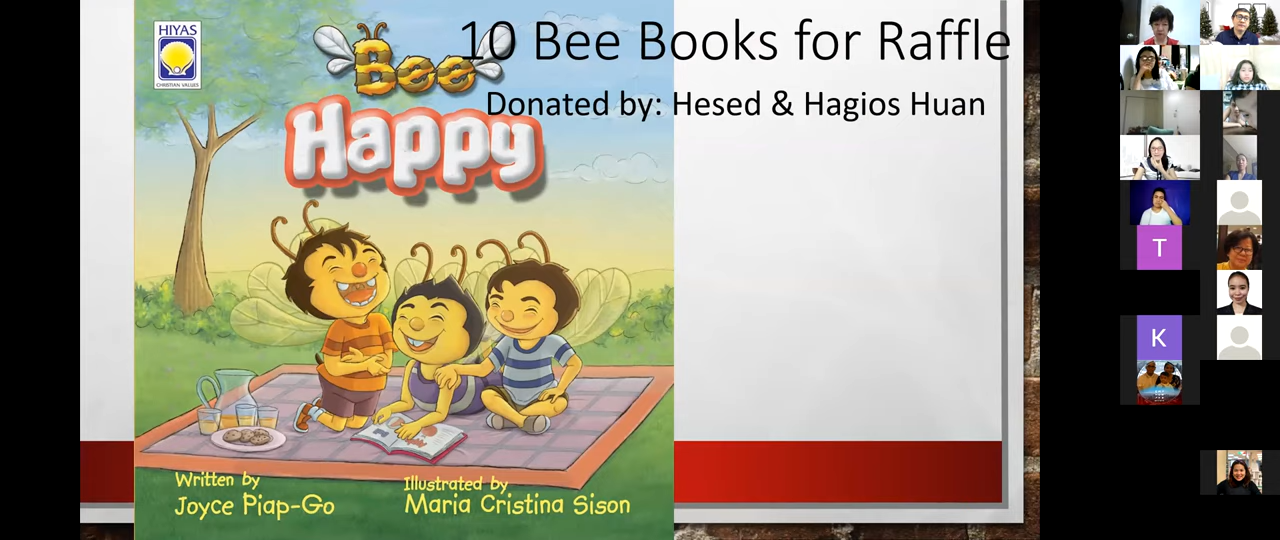 HIYAS
CHRISTIAN VALUES
Bee
Happy
10 Bee Books for Raffle
Donated by: Hesed & Hagios Huan
Written by
Joyce Piap-Go
Illustrated by
Maria Cristina Sison
T
K